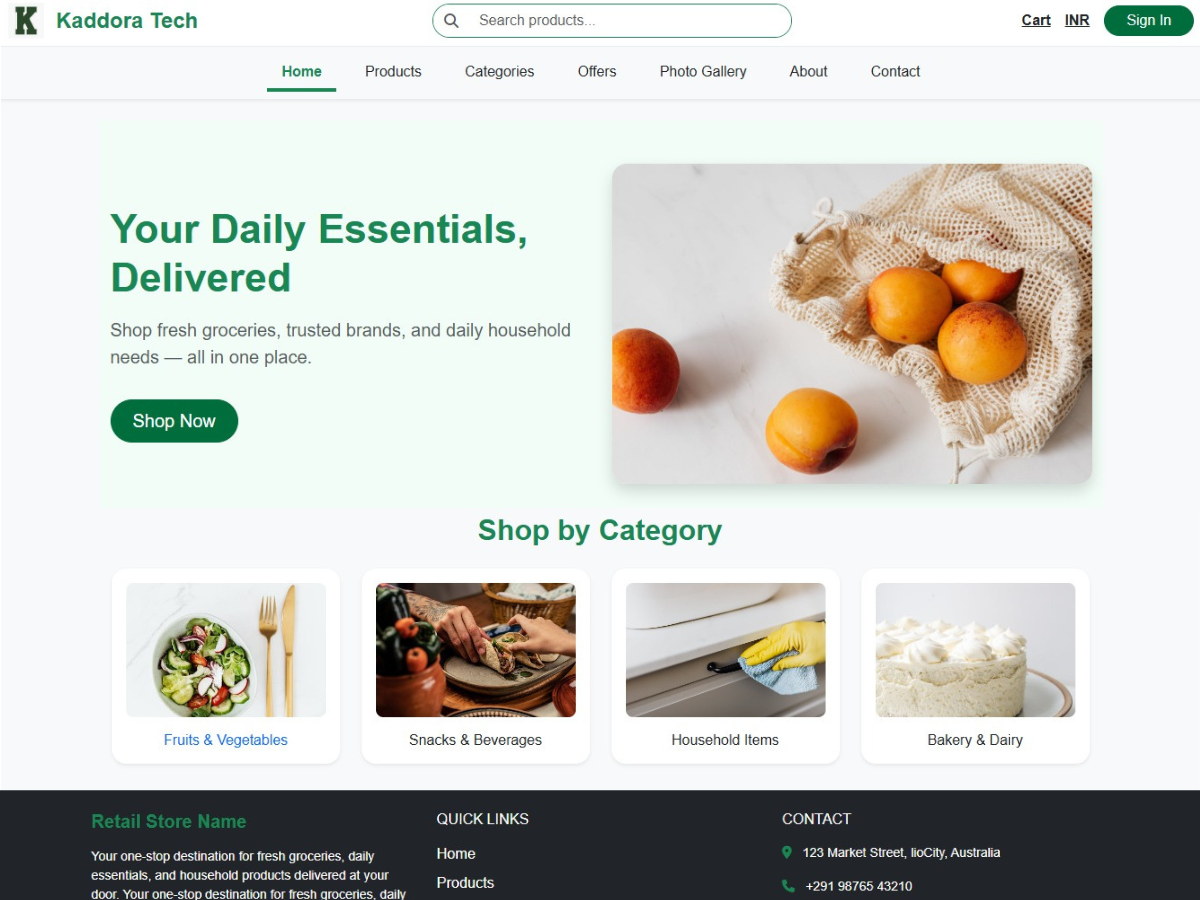 K
Kaddora Tech
Search products...
Cart INR Sign In
Home Products Categories Offers Photo Gallery About Contact
Your Daily Essentials,
Delivered
Shop fresh groceries, trusted brands, and daily household
needs — all in one place.
Shop Now
Shop by Category
Fruits & Vegetables
Snacks & Beverages
Household Items
Bakery & Dairy
Retail Store Name
Your one-stop destination for fresh groceries, daily
essentials, and household products delivered at your
door. Your one-stop destination for fresh groceries, daily
QUICK LINKS
Home
Products
CONTACT
123 Market Street, lioCity, Australia
+291 98765 43210